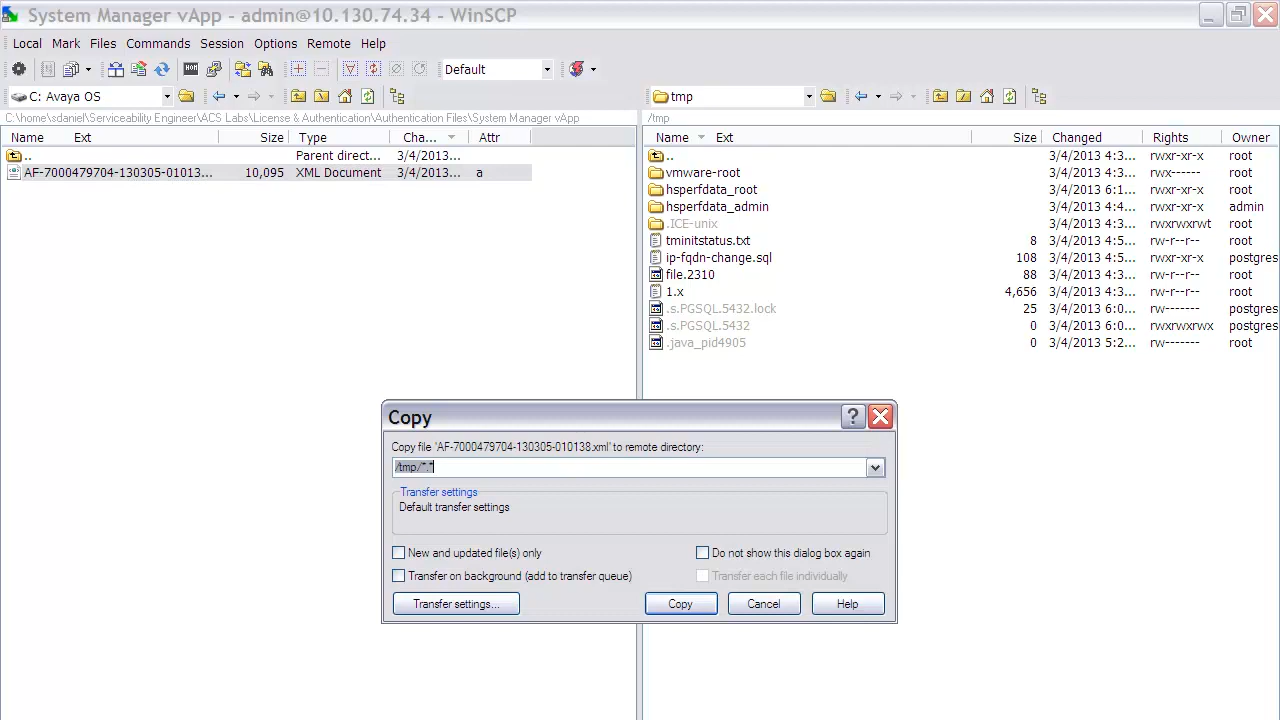 System Manager vApp - admin@10.130.74.34 - WinSCP
Local Mark Files Commands Session Options Remote Help
Default
C: Avaya OS
tmp
C:\home\sdaniel\Serviceability Engineer\ACS Labs\License & Authentication\Authentication Files\System Manager vApp
/tmp
Name Ext Size Type Cha... Attr
Name Ext Size Changed Rights Owner
.. Parent direct... 3/4/2013...
AF-7000479704-130305-01013... 10,095 XML Document 3/4/2013... a
.. 3/4/2013 4:3... rwxr-xr-x root
vmware-root 3/4/2013 4:3... rwx------ root
hsperfdata_root 3/4/2013 6:1... rwxr-xr-x root
hsperfdata_admin 3/4/2013 4:4... rwxr-xr-x admin
.ICE-unix 3/4/2013 4:3... rwxrwxrwt root
tminitstatus.txt 8 3/4/2013 4:5... rw-r--r-- root
ip-fqdn-change.sql 108 3/4/2013 4:5... rwxr-xr-x postgres
file.2310 88 3/4/2013 4:3... rw-r--r-- root
1.x 4,656 3/4/2013 4:3... rw-r--r-- root
.s.PGSQL.5432.lock 25 3/4/2013 6:0... rw------- postgres
.s.PGSQL.5432 0 3/4/2013 6:0... rwxrwxrwx postgres
.java_pid4905 0 3/4/2013 5:2... rw------- root
Copy
?
Copy file 'AF-7000479704-130305-010138.xml' to remote directory:
/tmp/*.*
Transfer settings
Default transfer settings
New and updated file(s) only
Do not show this dialog box again
Transfer on background (add to transfer queue)
Transfer each file individually
Transfer settings... Copy Cancel Help